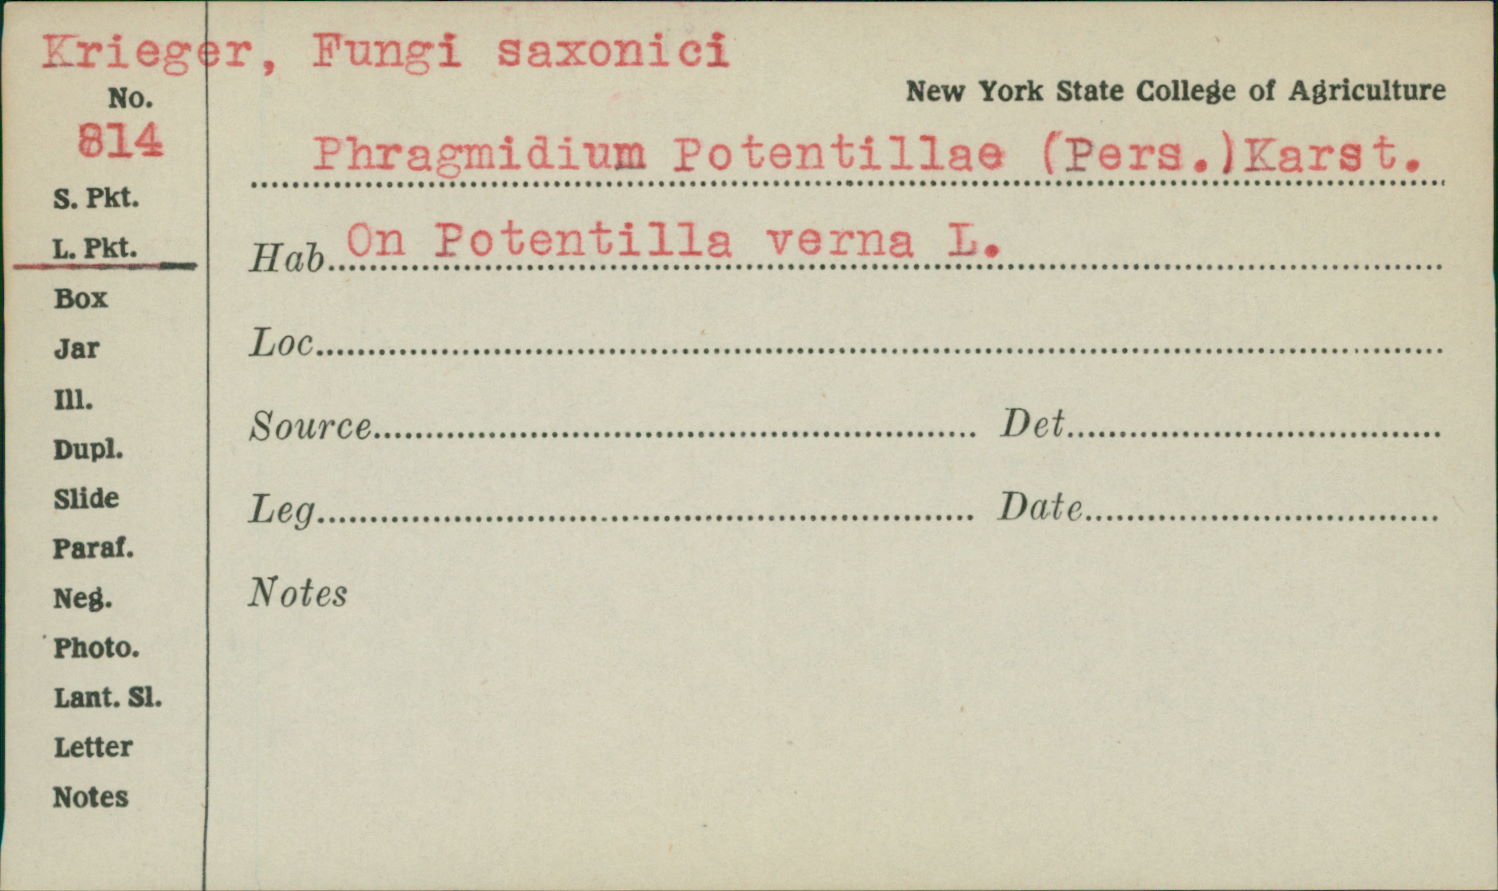 Krieger, Fungi saxonici
New York State College of Agriculture
No.
814
Phragmidium Potentillae (Pers.)Karst.
S. Pkt.
L. Pkt.
Hab. On Potentilla verna L.
Box
Jar
Loc.
Ill.
Source Det.
Dupl.
Slide
Leg. Date
Paraf.
Neg.
Notes
Photo.
Lant. Sl.
Letter
Notes